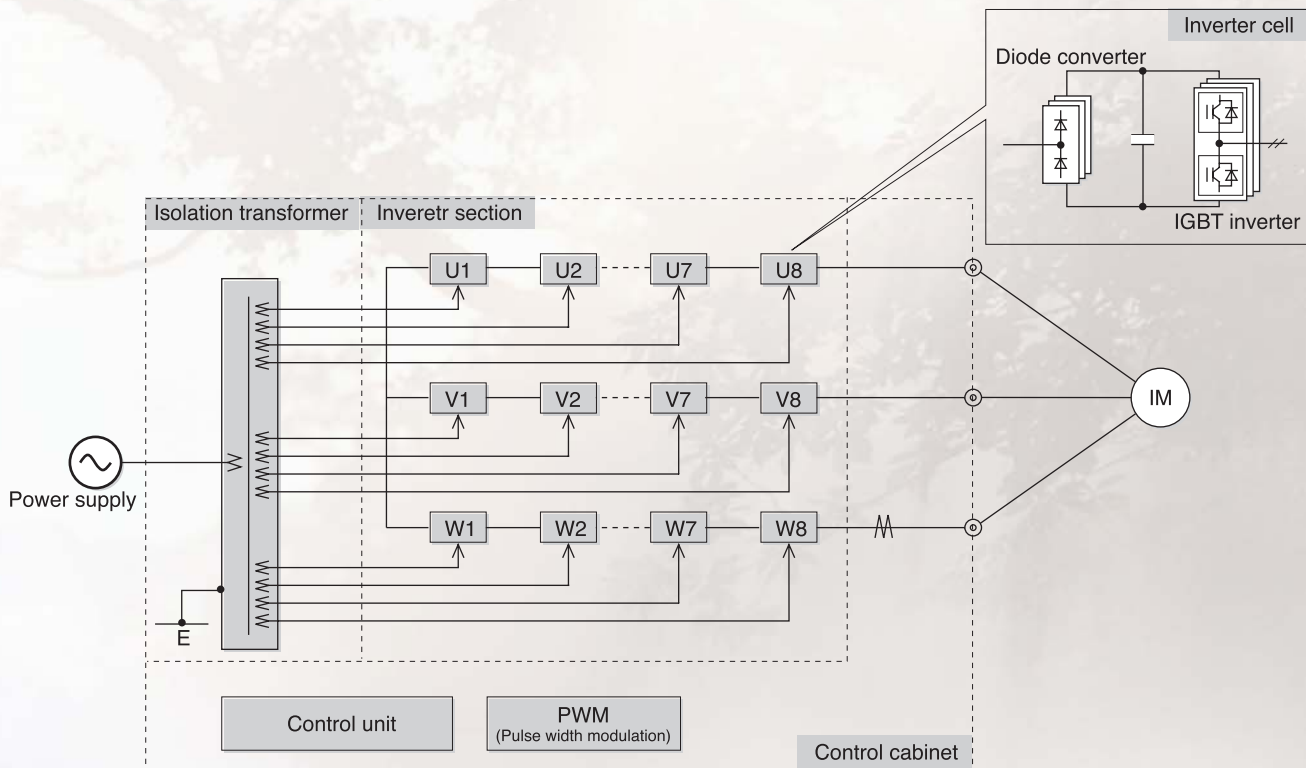 Inverter cell
Diode converter
IGBT inverter
Isolation transformer
Inveretr section
U1
U2
U7
U8
V1
V2
V7
V8
IM
Power supply
W1
W2
W7
W8
E
Control unit
PWM
(Pulse width modulation)
Control cabinet